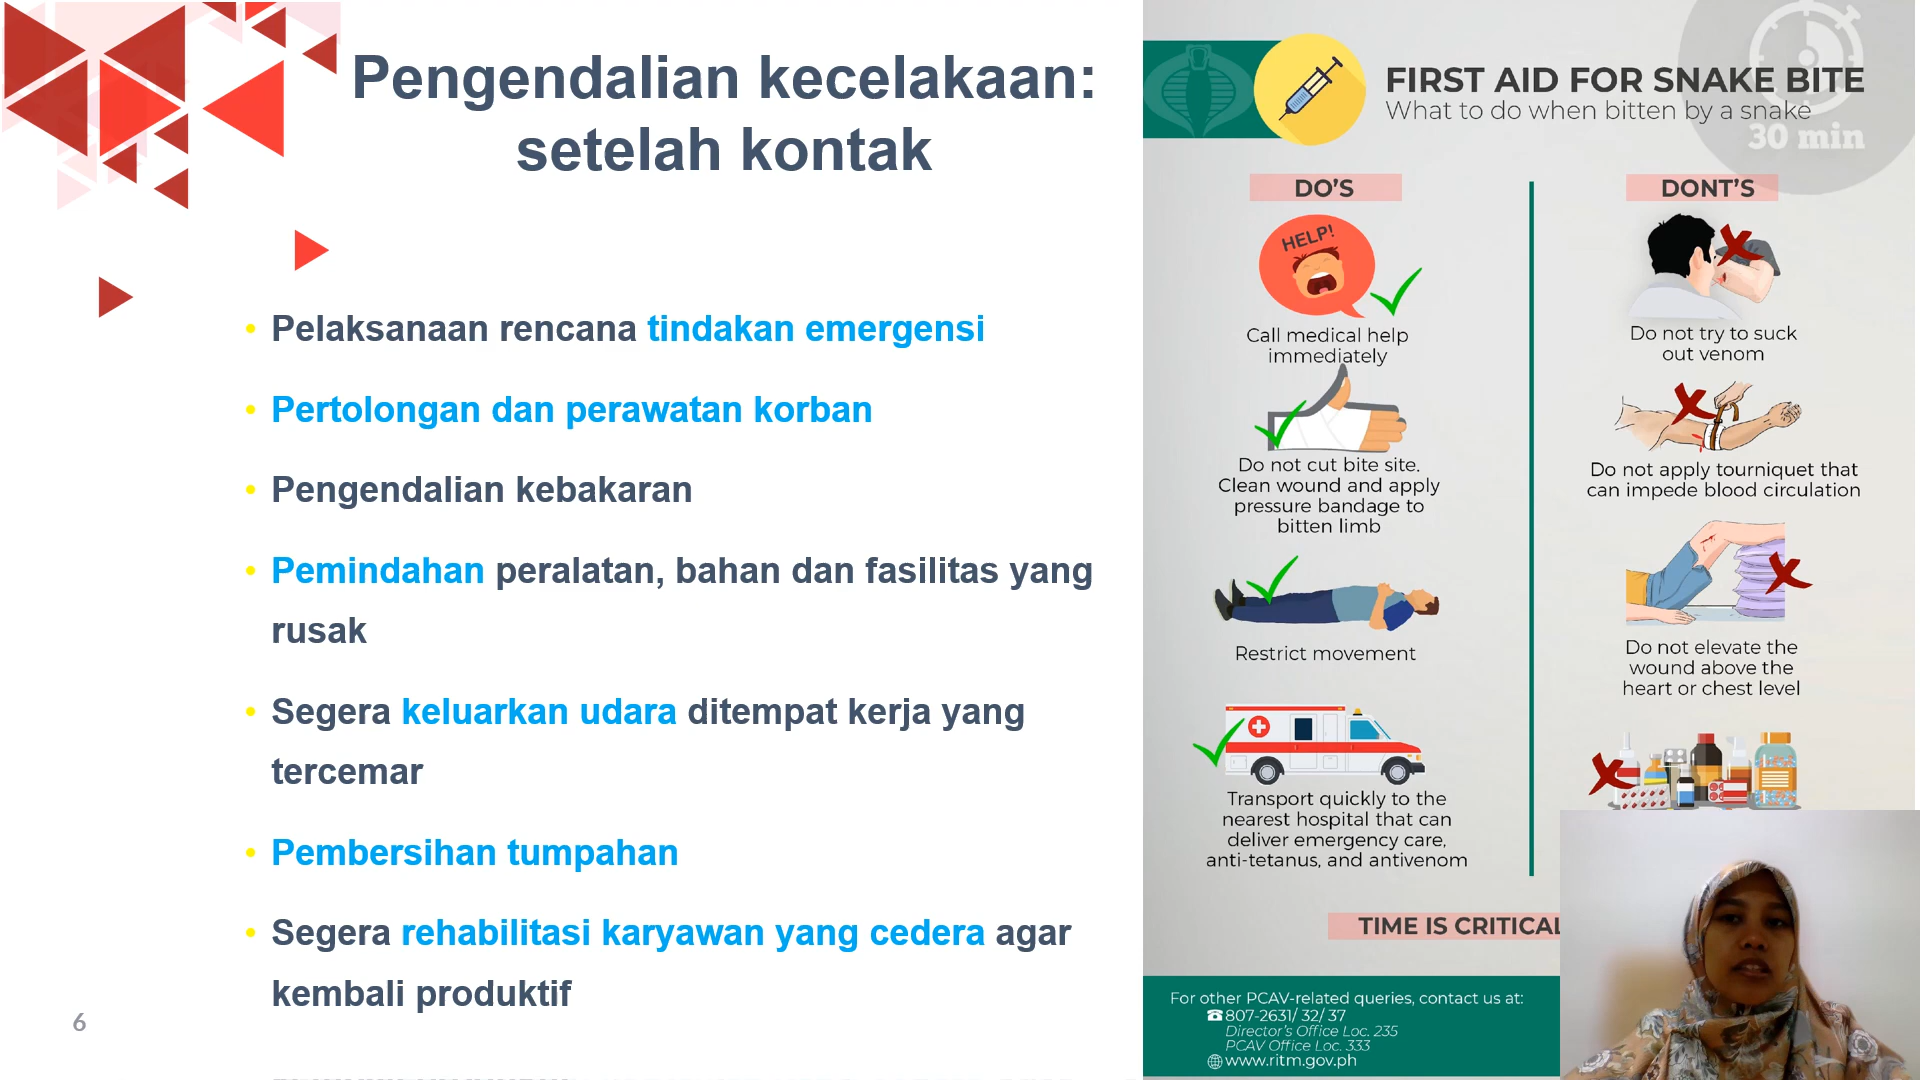 Pengendalian kecelakaan:
setelah kontak
• Pelaksanaan rencana tindakan emergensi
• Pertolongan dan perawatan korban
• Pengendalian kebakaran
• Pemindahan peralatan, bahan dan fasilitas yang
rusak
• Segera keluarkan udara ditempat kerja yang
tercemar
• Pembersihan tumpahan
• Segera rehabilitasi karyawan yang cedera agar
kembali produktif
6
FIRST AID FOR SNAKE BITE
What to do when bitten by a snake
30 min
DO'S
HELP!
Call medical help
immediately
Do not cut bite site.
Clean wound and apply
pressure bandage to
bitten limb
Restrict movement
Transport quickly to the
nearest hospital that can
deliver emergency care,
anti-tetanus, and antivenom
DONT'S
Do not try to suck
out venom
Do not apply tourniquet that
can impede blood circulation
Do not elevate the
wound above the
heart or chest level
TIME IS CRITICAL
For other PCAV-related queries, contact us at:
☎807-2631/ 32/ 37
Director's Office Loc. 235
PCAV Office Loc. 333
www.ritm.gov.ph